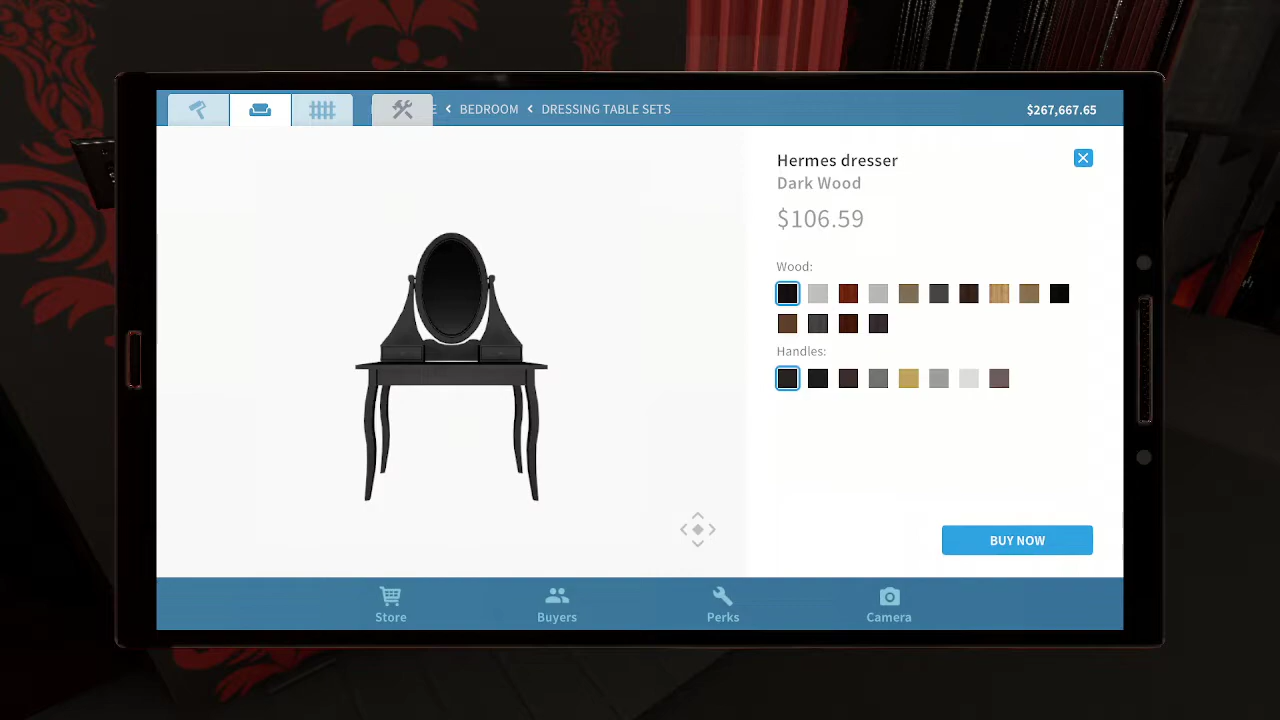 E < BEDROOM < DRESSING TABLE SETS
$267,667.65
Hermes dresser
Dark Wood
$106.59
Wood:
Handles:
BUY NOW
Store
Buyers
Perks
Camera